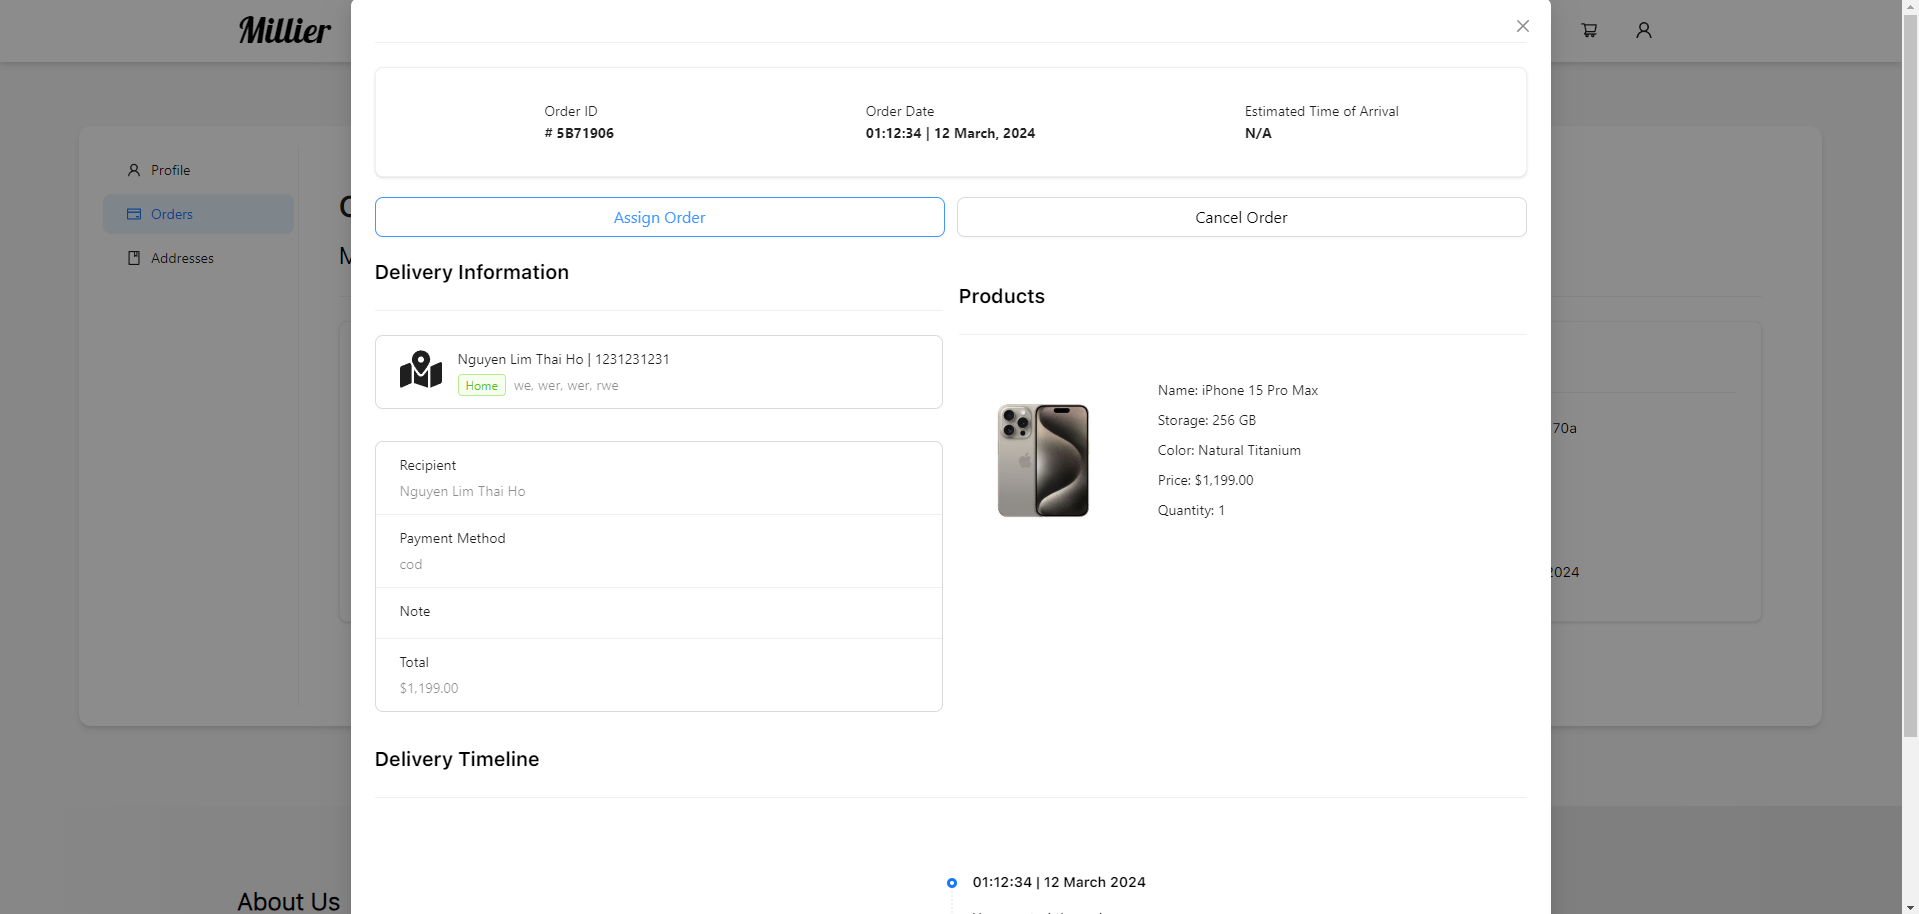 Millier
Profile
Orders
Addresses
Order ID
# 5B71906
Order Date
01:12:34 | 12 March, 2024
Estimated Time of Arrival
N/A
Assign Order
Cancel Order
Delivery Information
Nguyen Lim Thai Ho | 1231231231
Home we, wer, wer, rwe
Recipient
Nguyen Lim Thai Ho
Payment Method
cod
Note
Total
$1,199.00
Products
Name: iPhone 15 Pro Max
Storage: 256 GB
Color: Natural Titanium
Price: $1,199.00
Quantity: 1
70a
2024
Delivery Timeline
01:12:34 | 12 March 2024
About Us